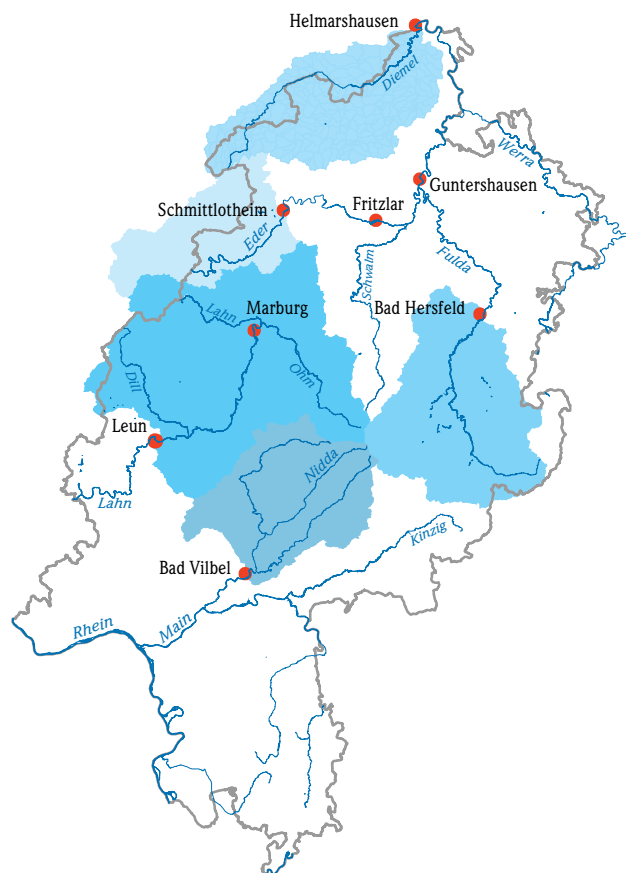 Helmarshausen
Diemel
Werra
Guntershausen
Fritzlar
Schmittlotheim
Eder
Schwalm
Fulda
Bad Hersfeld
Lahn
Marburg
Ohm
Dill
Leun
Nidda
Lahn
Kinzig
Bad Vilbel
Rhein
Main